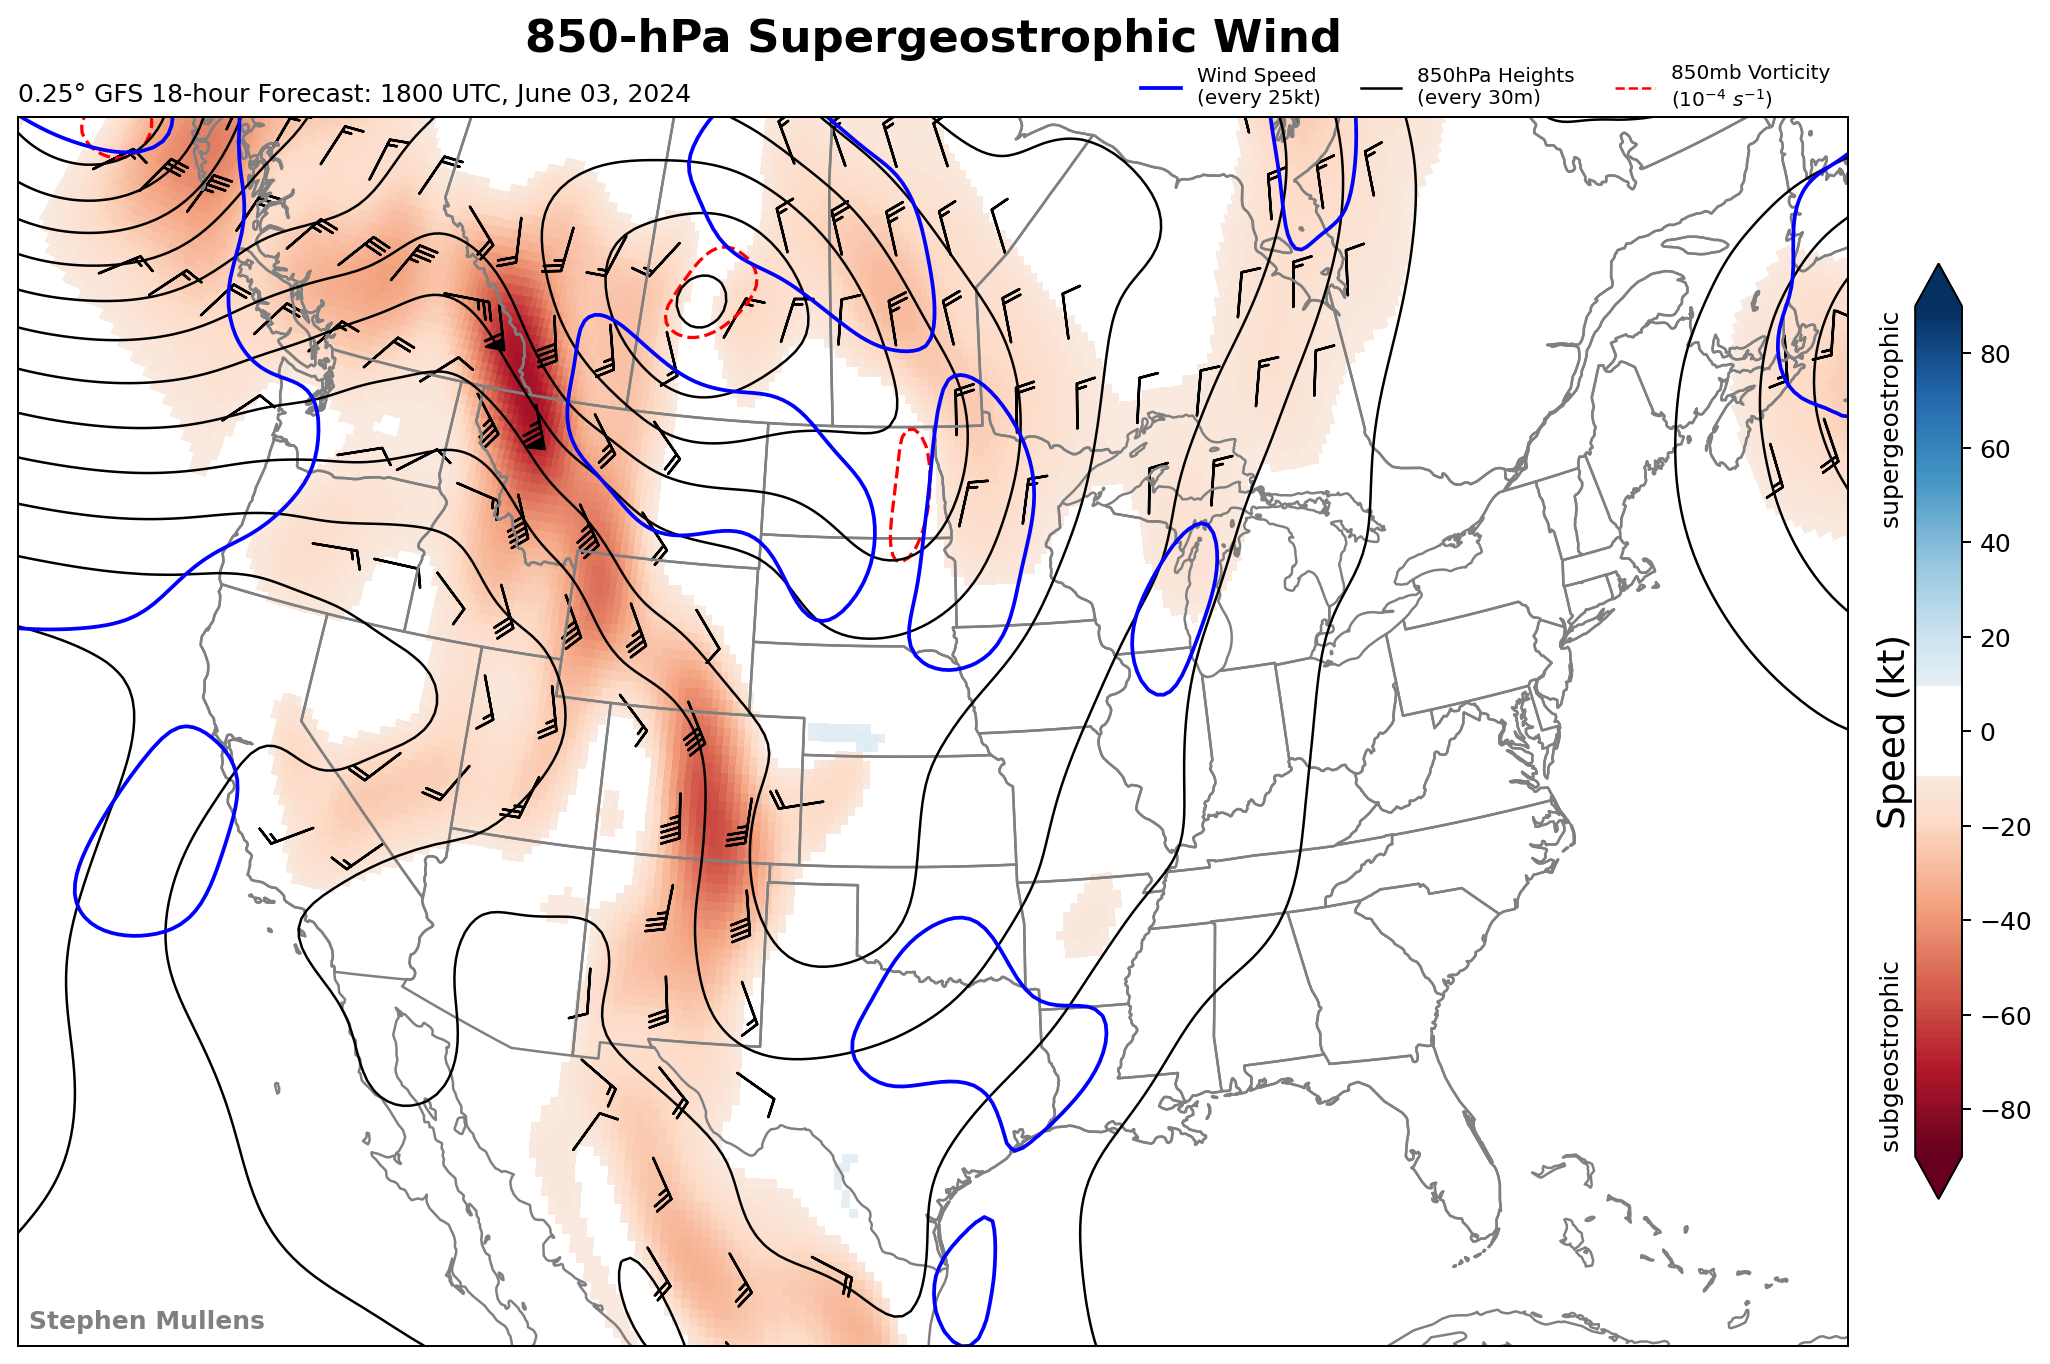 850-hPa Supergeostrophic Wind
0.25° GFS 18-hour Forecast: 1800 UTC, June 03, 2024
Wind Speed
(every 25kt)
850hPa Heights
(every 30m)
850mb Vorticity
(10⁻⁴ s⁻¹)
supergeostrophic
Speed (kt)
subgeostrophic
80
60
40
20
0
−20
−40
−60
−80
Stephen Mullens